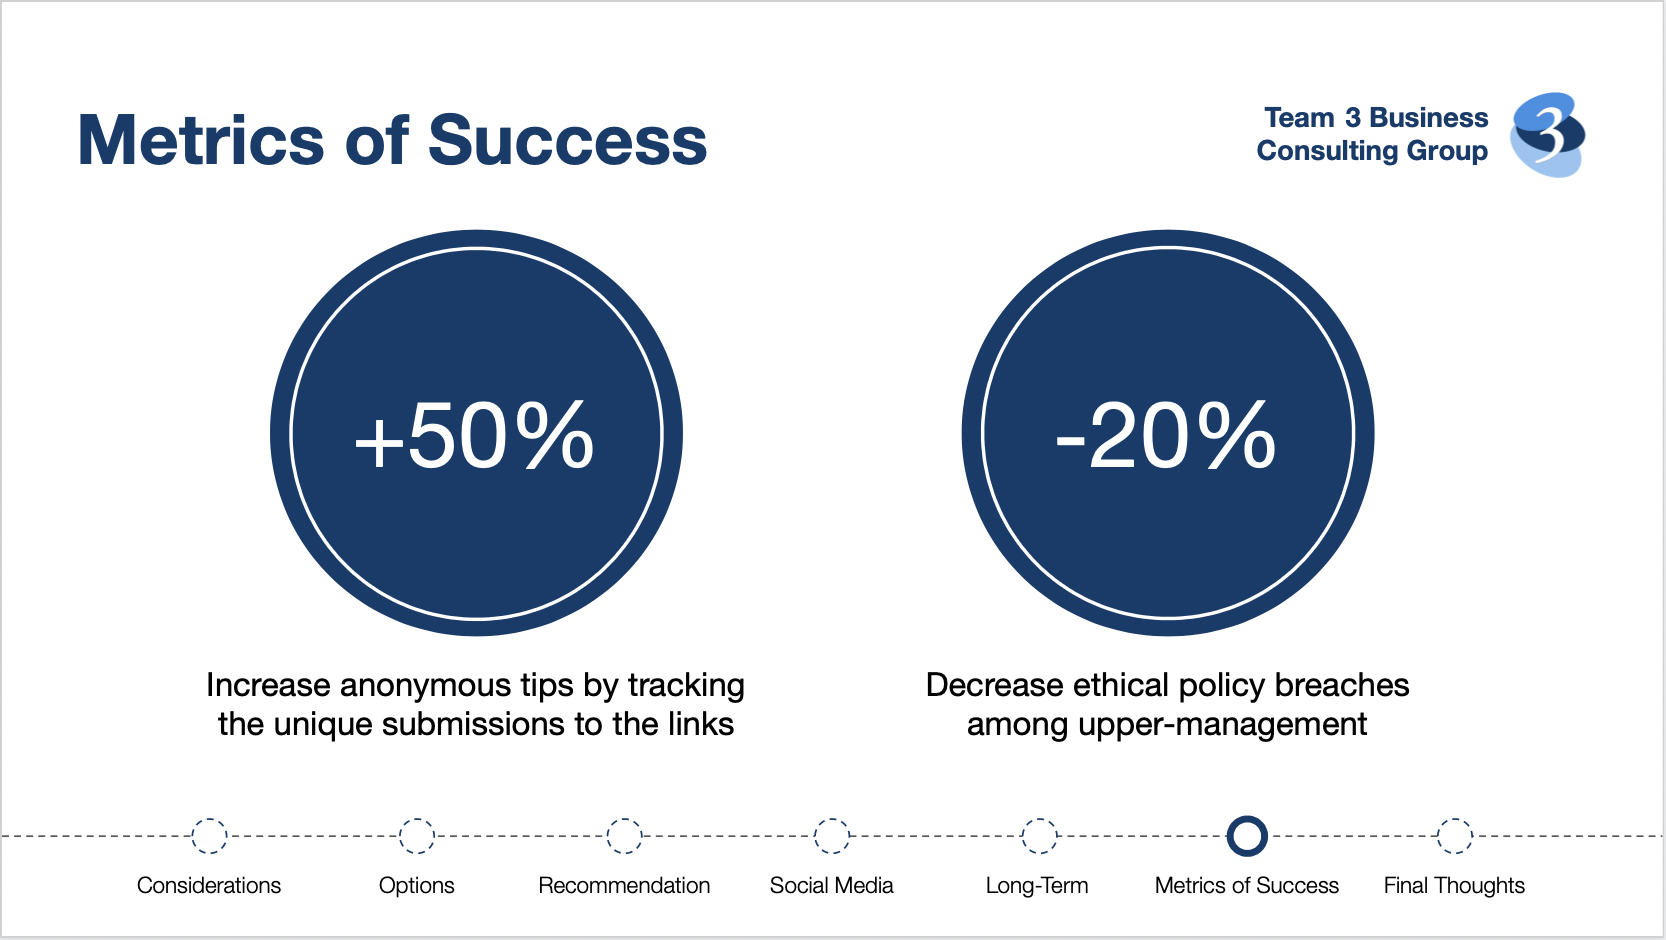 Metrics of Success
Team 3 Business
Consulting Group
3
+50%
-20%
Increase anonymous tips by tracking
the unique submissions to the links
Decrease ethical policy breaches
among upper-management
Considerations
Options
Recommendation
Social Media
Long-Term
Metrics of Success
Final Thoughts